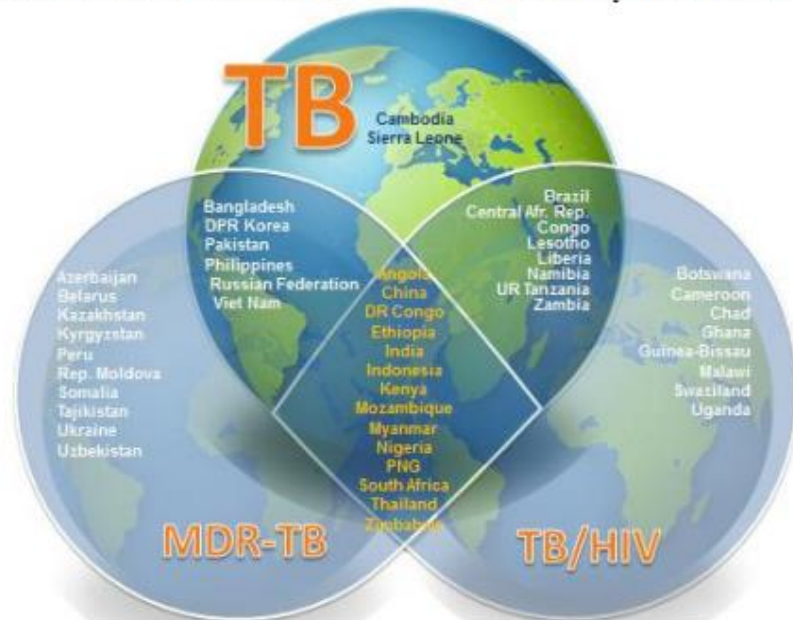 TB
Cambodia
Sierra Leone
Bangladesh
DPR Korea
Pakistan
Philippines
Russian Federation
Viet Nam
Brazil
Central Afr. Rep.
Congo
Lesotho
Liberia
Namibia
UR Tanzania
Zambia
Azerbaijan
Belarus
Kazakhstan
Kyrgyzstan
Peru
Rep. Moldova
Somalia
Tajikistan
Ukraine
Uzbekistan
Angola
China
DR Congo
Ethiopia
India
Indonesia
Kenya
Mozambique
Myanmar
Nigeria
PNG
South Africa
Thailand
Zimbabwe
Botswana
Cameroon
Chad
Ghana
Guinea-Bissau
Malawi
Swaziland
Uganda
MDR-TB
TB/HIV